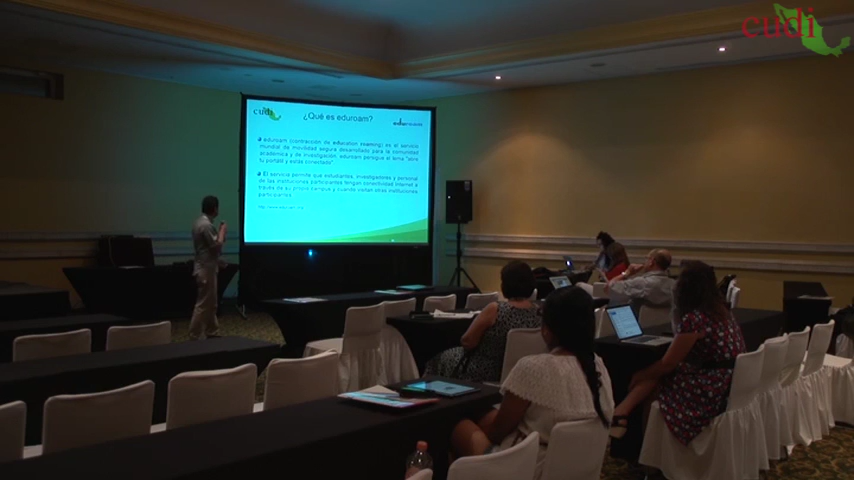 cudi
cudi
¿Qué es eduroam?
eduroam
eduroam (contracción de education roaming) es el servicio
mundial de movilidad segura desarrollado para la comunidad
académica y de investigación. eduroam persigue el lema "abre
tu portátil y estás conectado"
El servicio permite que estudiantes, investigadores y personal
de las instituciones participantes tengan conectividad Internet a
través de su propio campus y cuando visitan otras instituciones
participantes.